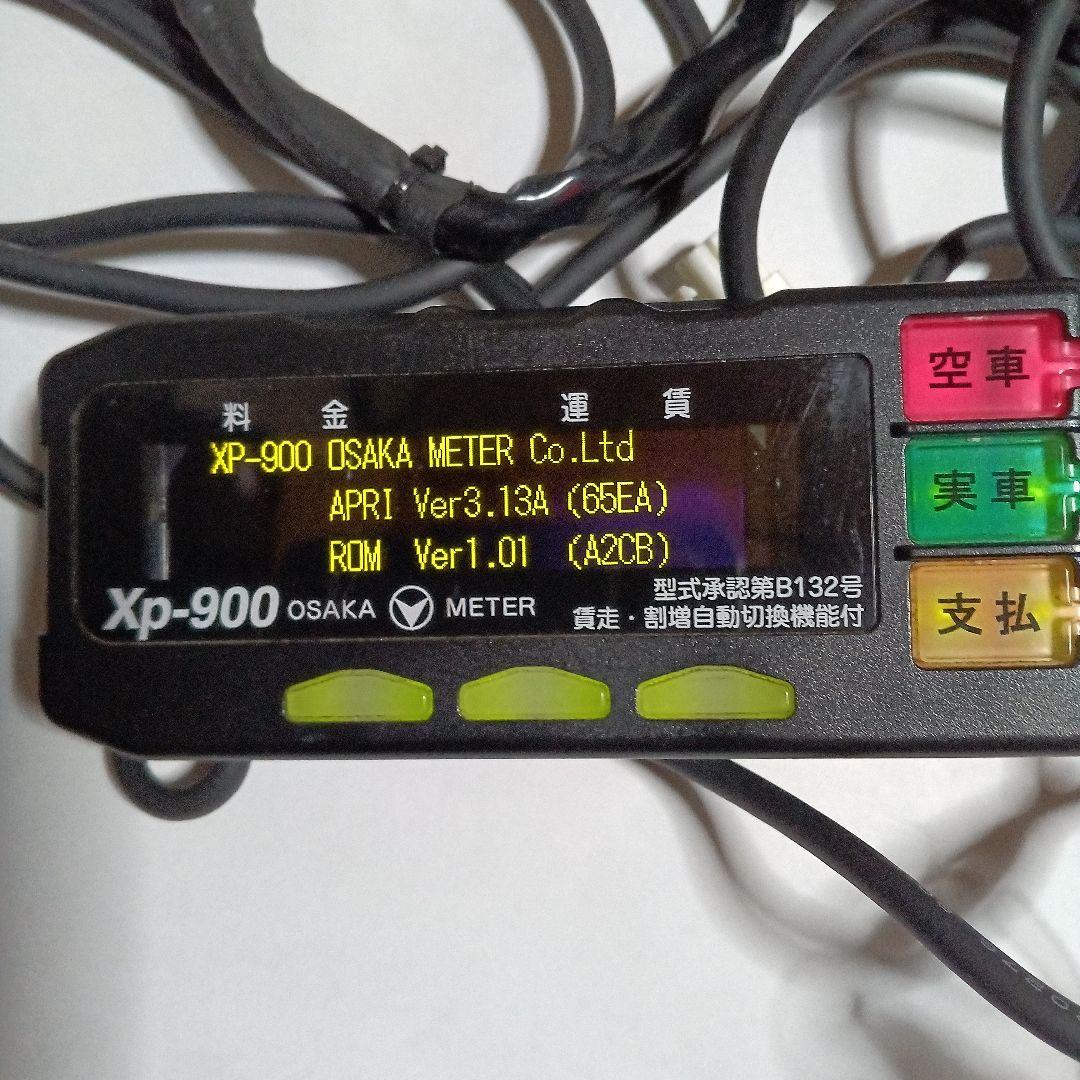 料金 運賃
XP-900 OSAKA METER Co.Ltd
APRI Ver3.13A (65EA)
ROM Ver1.01 (A2CB)
Xp-900 OSAKA METER
型式承認第B132号
賃走・割増自動切換機能付
空車
実車
支払